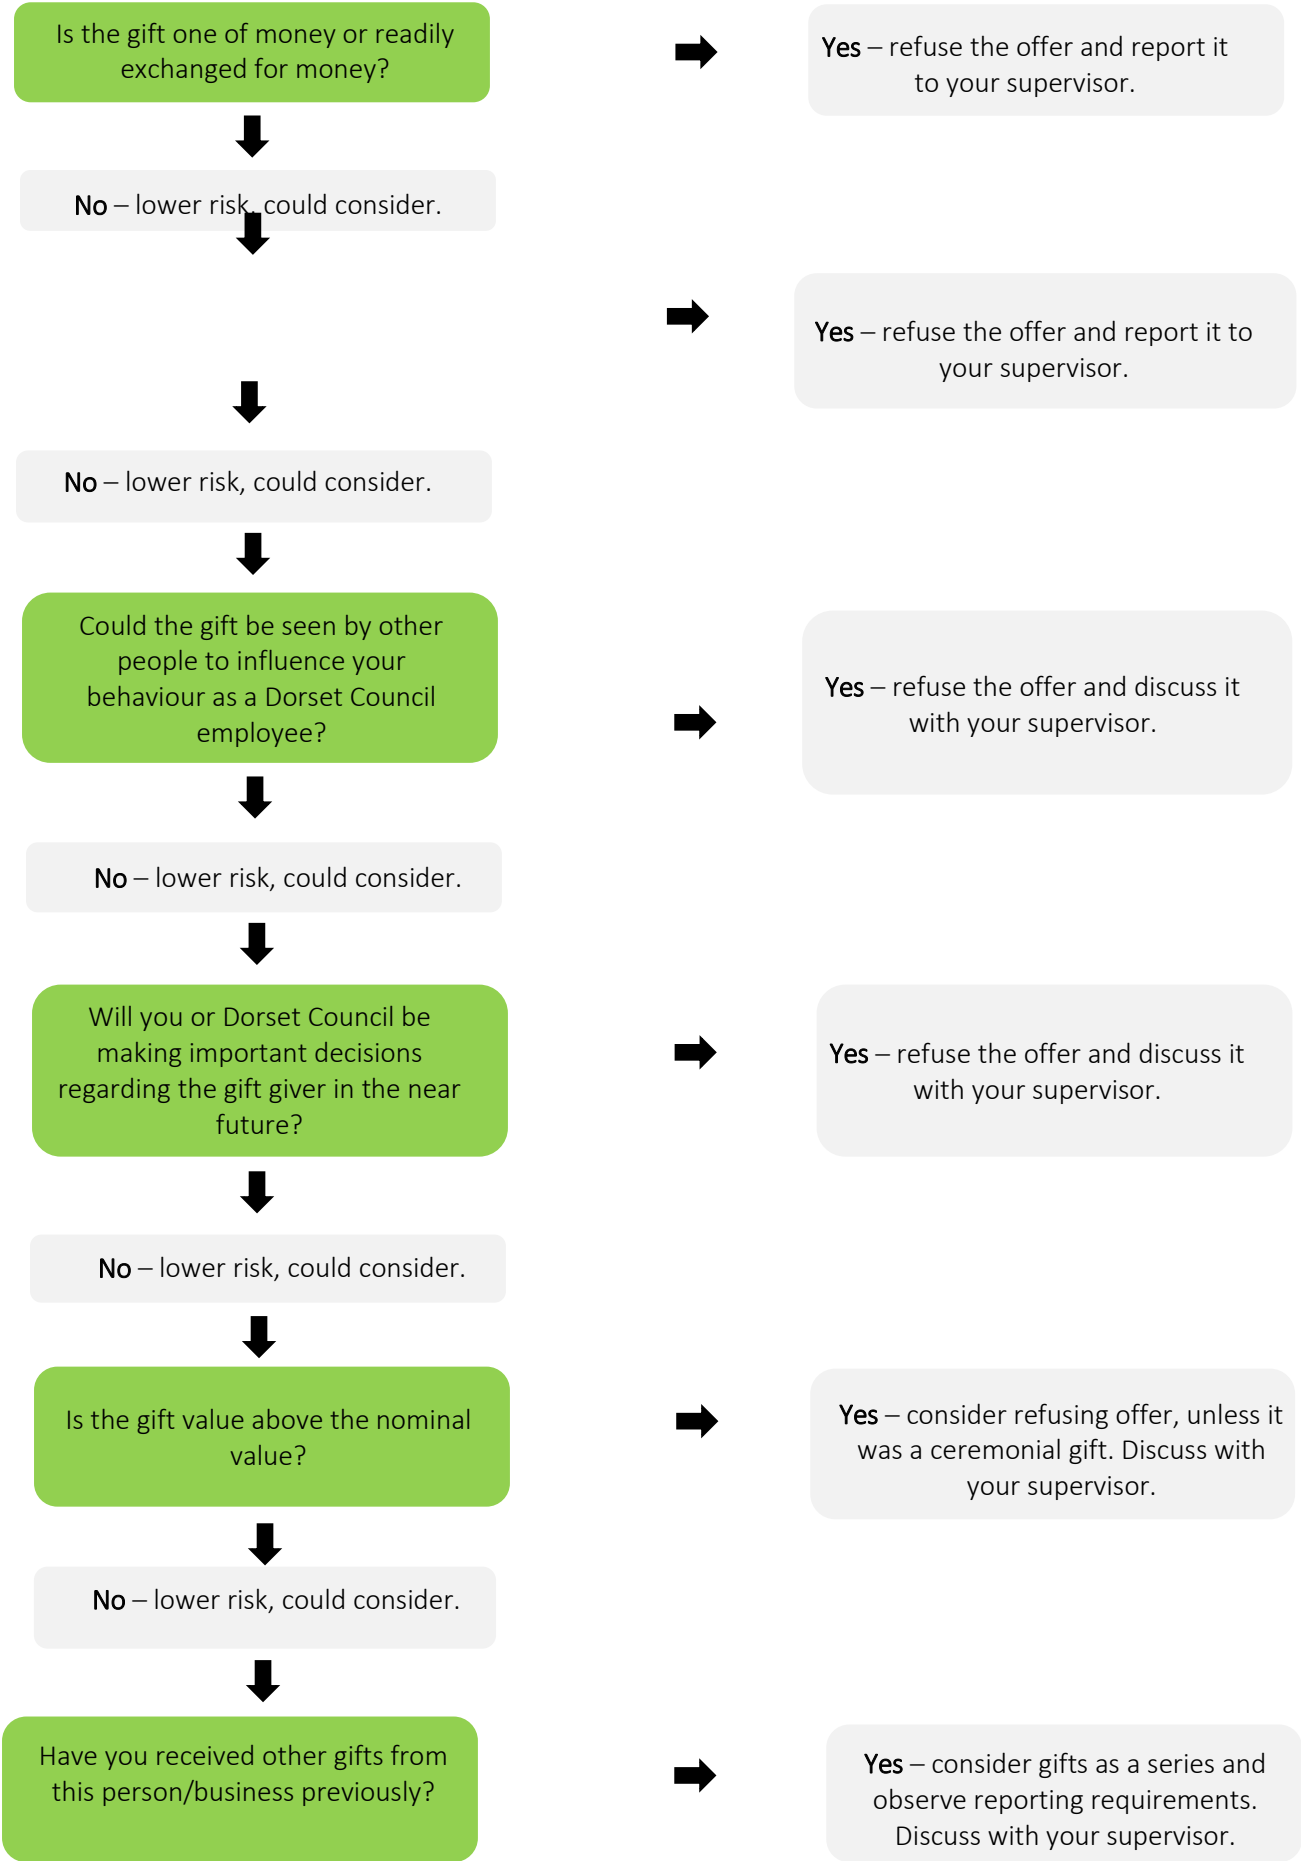 Is the gift one of money or readily
exchanged for money?
Yes – refuse the offer and report it
to your supervisor.
No – lower risk, could consider.
Yes – refuse the offer and report it to
your supervisor.
No – lower risk, could consider.
Could the gift be seen by other
people to influence your
behaviour as a Dorset Council
employee?
Yes – refuse the offer and discuss it
with your supervisor.
No – lower risk, could consider.
Will you or Dorset Council be
making important decisions
regarding the gift giver in the near
future?
Yes – refuse the offer and discuss it
with your supervisor.
No – lower risk, could consider.
Is the gift value above the nominal
value?
Yes – consider refusing offer, unless it
was a ceremonial gift. Discuss with
your supervisor.
No – lower risk, could consider.
Have you received other gifts from
this person/business previously?
Yes – consider gifts as a series and
observe reporting requirements.
Discuss with your supervisor.